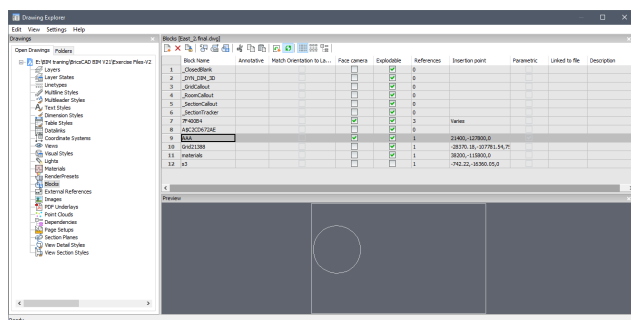 Drawing Explorer
Edit View Settings Help
Drawings
Blocks [East_2.final.dwg]
Open Drawings Folders
E:\BIM training\BricsCAD BIM V21\Exercise Files-V2
Layers
Layer States
Linetypes
Multiline Styles
Multileader Styles
Text Styles
Dimension Styles
Table Styles
Datalinks
Coordinate Systems
Views
Visual Styles
Lights
Materials
RenderPresets
Blocks
External References
Images
PDF Underlays
Point Clouds
Dependencies
Page Setups
Section Planes
View Detail Styles
View Section Styles
Block Name Annotative Match Orientation to La... Face camera Explodable References Insertion point Parametric Linked to file Description
1 _ClosedBlank 0
2 _DYN_DIM_3D 0
3 _GridCallout 0
4 _RoomCallout 0
5 _SectionCallout 0
6 _SectionTracker 0
7 7F400B4 3 Varies
8 A$C2CD672AE 0
9 AAA 1 21400,-127800,0
10 Grid21388 1 -28370.18,-107781.54,75
11 materials 1 38200,-115800,0
12 s3 1 -742.22,-16360.05,0
Preview
Ready